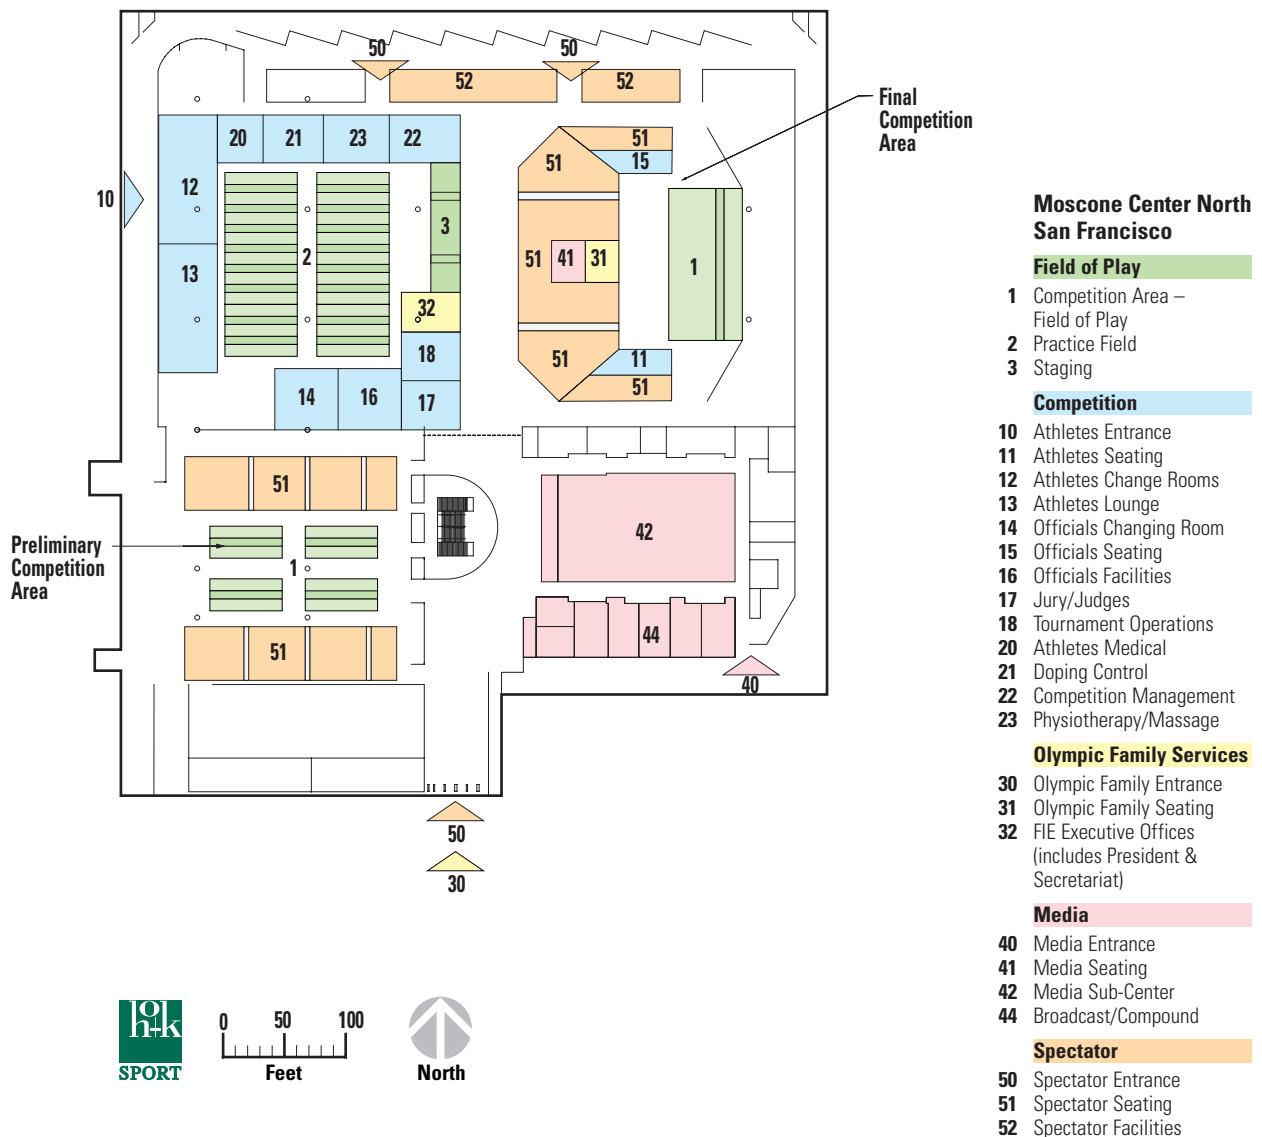 50
50
52
52
Final
Competition
Area
20
21
23
22
51
51
15
10
12
3
2
13
51
41
31
1
32
18
51
11
51
14
16
17
51
Preliminary
Competition
Area
1
42
51
44
40
50
30
Moscone Center North
San Francisco
Field of Play
1 Competition Area –
Field of Play
2 Practice Field
3 Staging
Competition
10 Athletes Entrance
11 Athletes Seating
12 Athletes Change Rooms
13 Athletes Lounge
14 Officials Changing Room
15 Officials Seating
16 Officials Facilities
17 Jury/Judges
18 Tournament Operations
20 Athletes Medical
21 Doping Control
22 Competition Management
23 Physiotherapy/Massage
Olympic Family Services
30 Olympic Family Entrance
31 Olympic Family Seating
32 FIE Executive Offices
(includes President &
Secretariat)
Media
40 Media Entrance
41 Media Seating
42 Media Sub-Center
44 Broadcast/Compound
Spectator
50 Spectator Entrance
51 Spectator Seating
52 Spectator Facilities
hok
SPORT
0 50 100
Feet
North